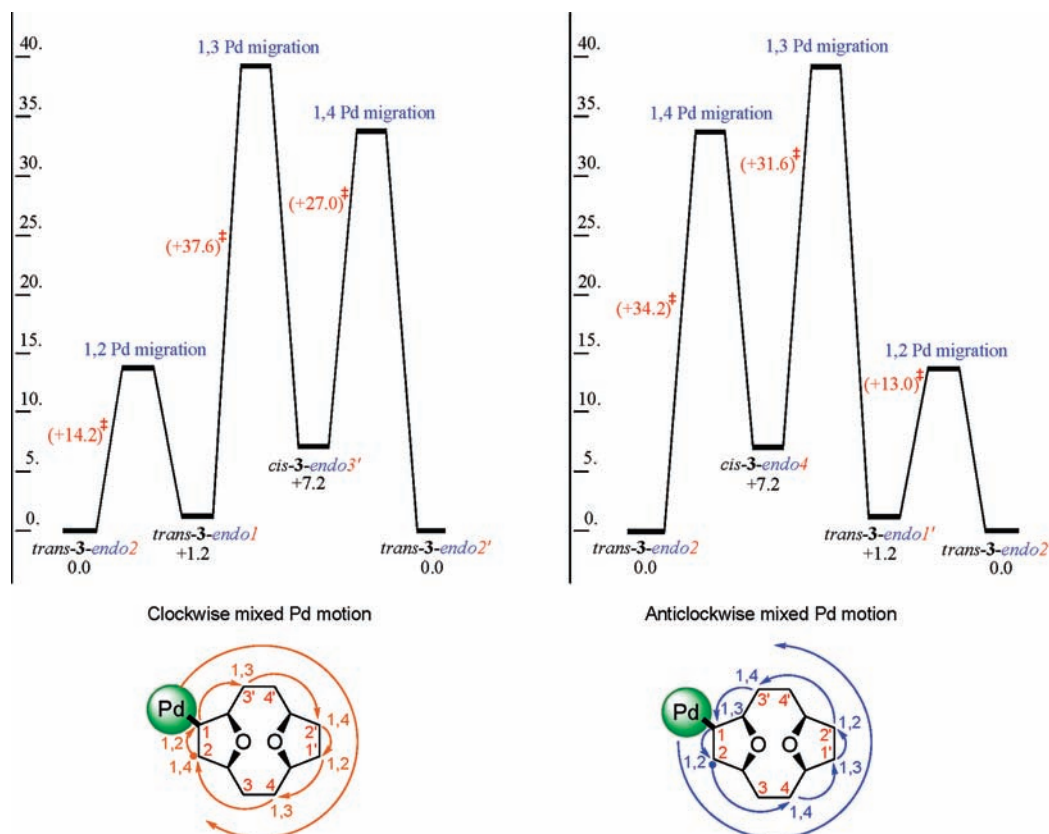 40.
35.
30.
25.
20.
15.
10.
5.
0.
1,3 Pd migration
1,4 Pd migration
(+27.0)‡
(+37.6)‡
1,2 Pd migration
(+14.2)‡
cis-3-endo3'
+7.2
trans-3-endo2
0.0
trans-3-endo1
+1.2
trans-3-endo2'
0.0
40.
35.
30.
25.
20.
15.
10.
5.
0.
1,3 Pd migration
1,4 Pd migration
(+31.6)‡
(+34.2)‡
1,2 Pd migration
(+13.0)‡
cis-3-endo4
+7.2
trans-3-endo2
0.0
trans-3-endo1'
+1.2
trans-3-endo2
0.0
Clockwise mixed Pd motion
1,3
3' 4'
Pd
1 2' 1,4
1,2 O O
2 1' 1,2
1,4
3 4
1,3
Anticlockwise mixed Pd motion
1,4
3' 4'
Pd 1,3
1 2' 1,2
O O
2 1'
1,2 1,3
3 4
1,4